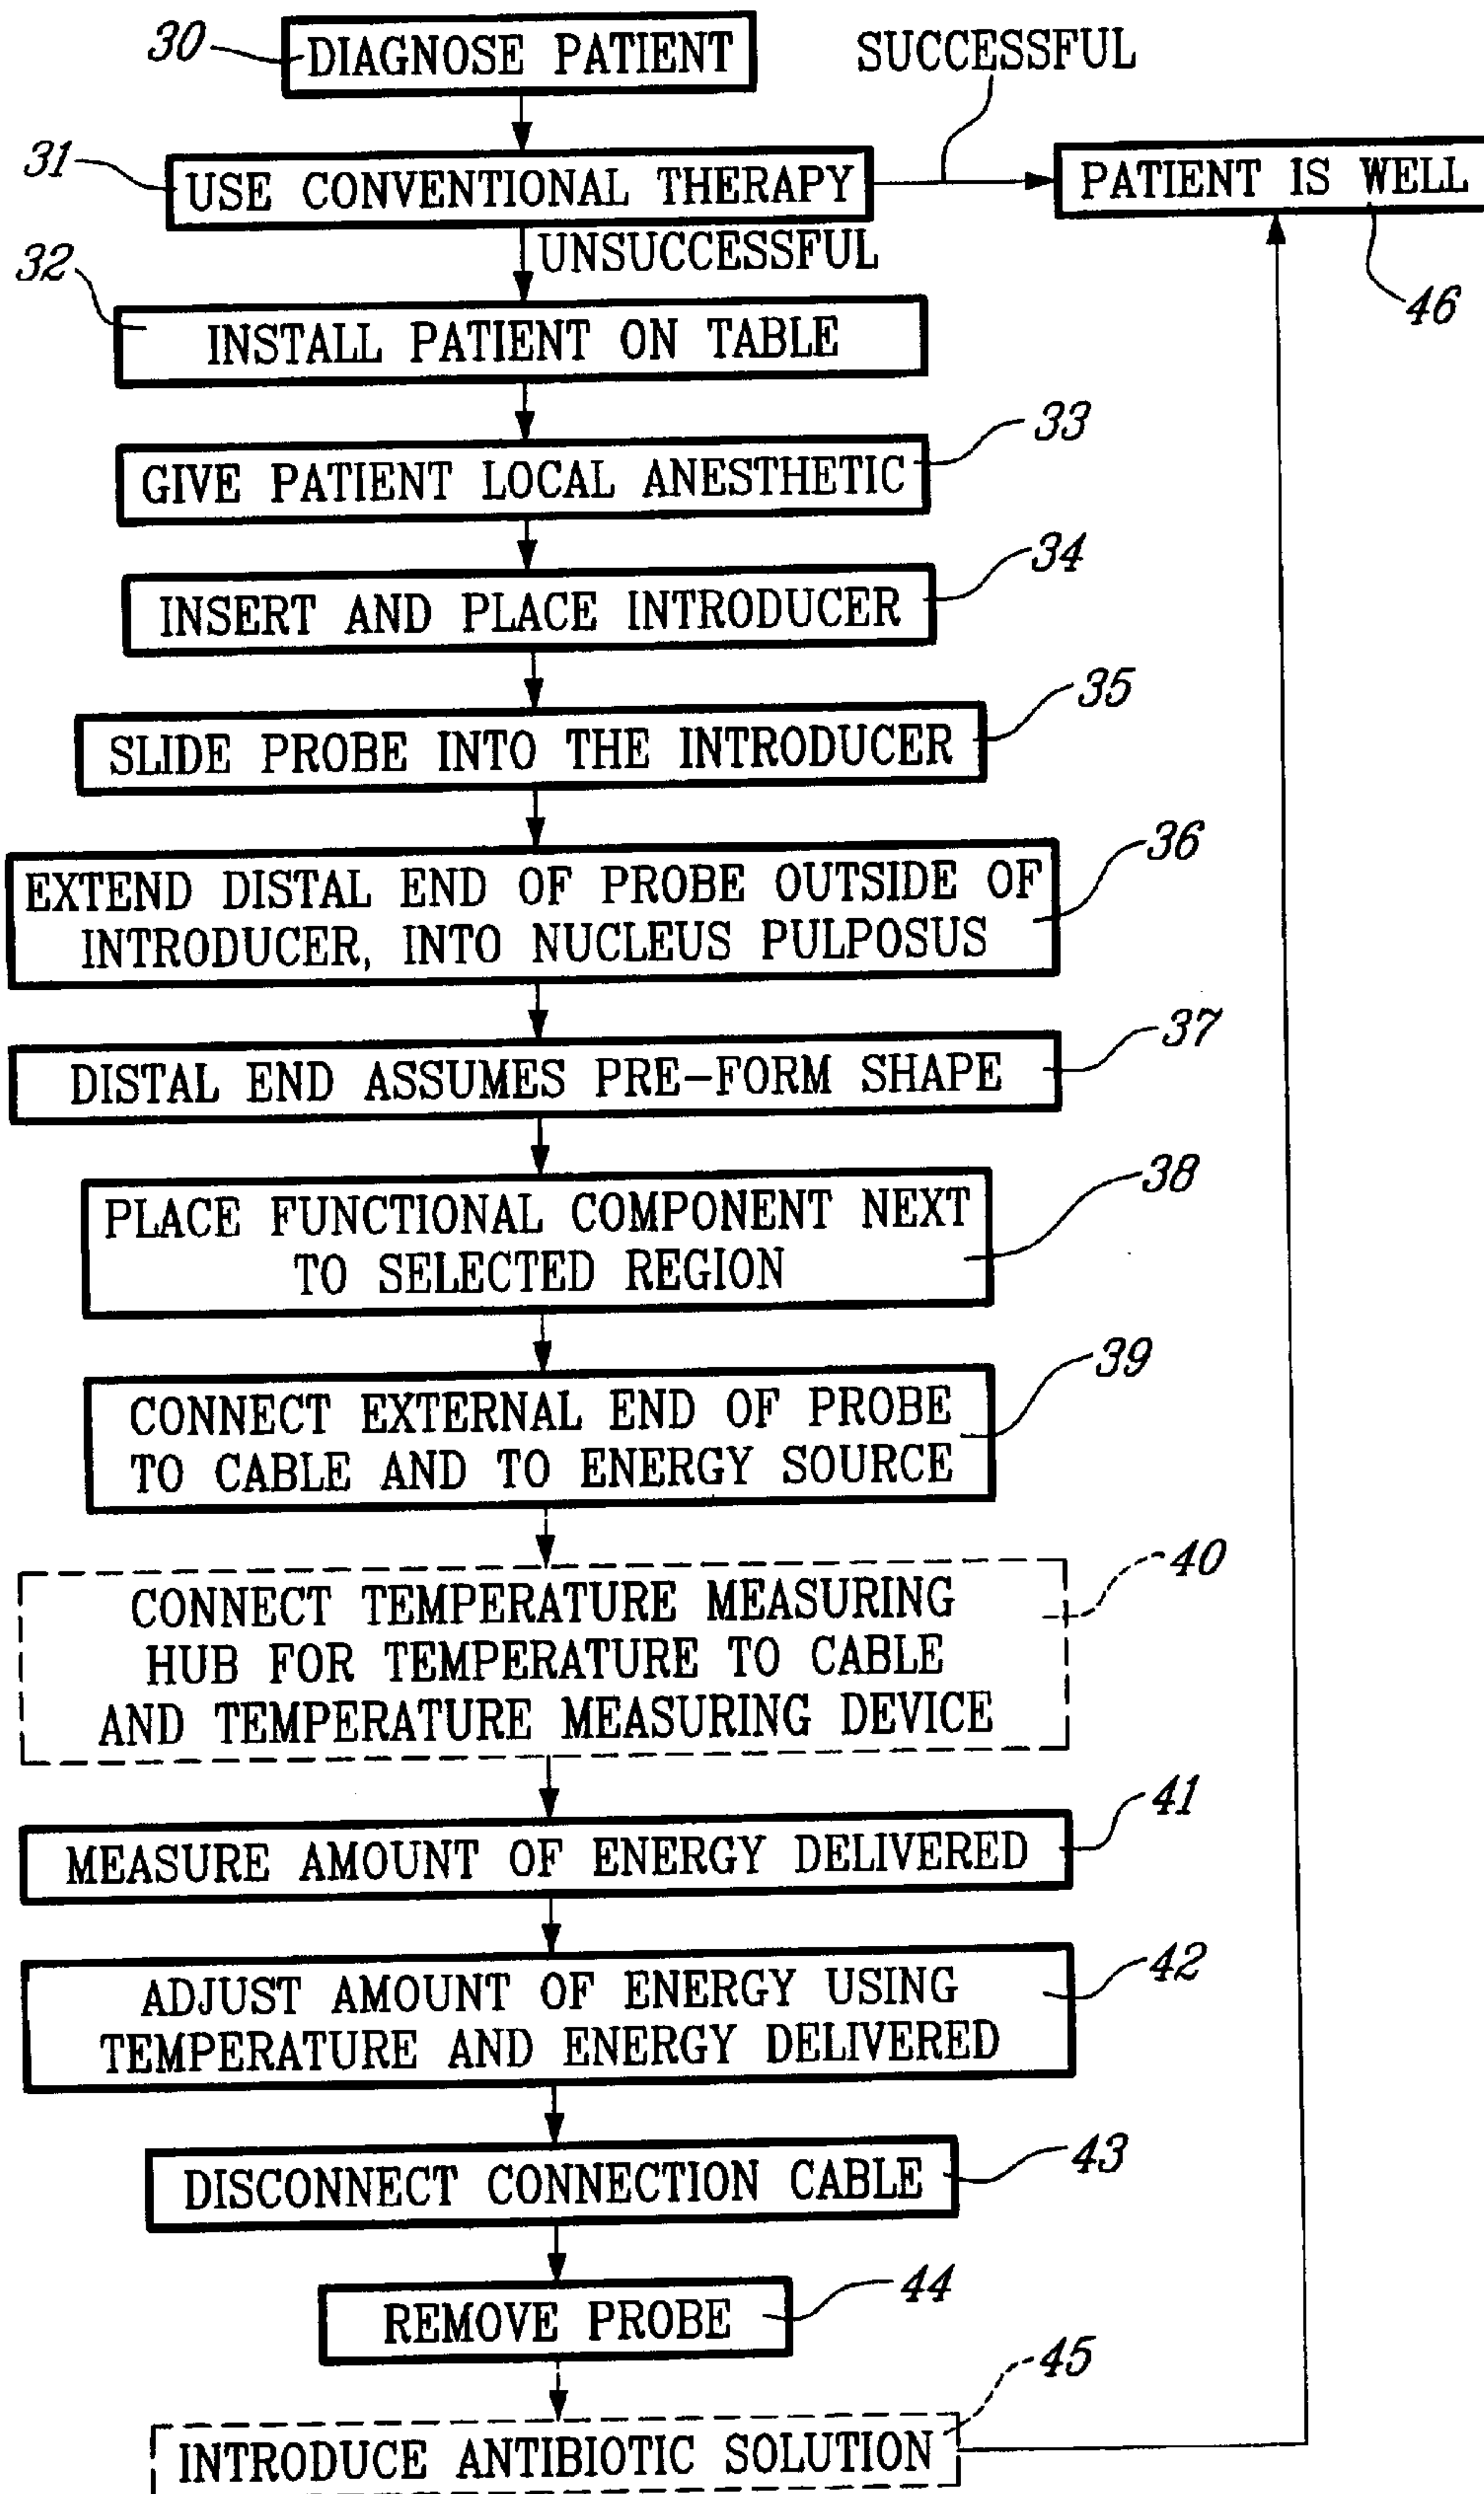 30
DIAGNOSE PATIENT
SUCCESSFUL
31
USE CONVENTIONAL THERAPY
PATIENT IS WELL
46
UNSUCCESSFUL
32
INSTALL PATIENT ON TABLE
33
GIVE PATIENT LOCAL ANESTHETIC
34
INSERT AND PLACE INTRODUCER
35
SLIDE PROBE INTO THE INTRODUCER
36
EXTEND DISTAL END OF PROBE OUTSIDE OF
INTRODUCER, INTO NUCLEUS PULPOSUS
37
DISTAL END ASSUMES PRE-FORM SHAPE
38
PLACE FUNCTIONAL COMPONENT NEXT
TO SELECTED REGION
39
CONNECT EXTERNAL END OF PROBE
TO CABLE AND TO ENERGY SOURCE
40
CONNECT TEMPERATURE MEASURING
HUB FOR TEMPERATURE TO CABLE
AND TEMPERATURE MEASURING DEVICE
41
MEASURE AMOUNT OF ENERGY DELIVERED
42
ADJUST AMOUNT OF ENERGY USING
TEMPERATURE AND ENERGY DELIVERED
43
DISCONNECT CONNECTION CABLE
44
REMOVE PROBE
45
INTRODUCE ANTIBIOTIC SOLUTION